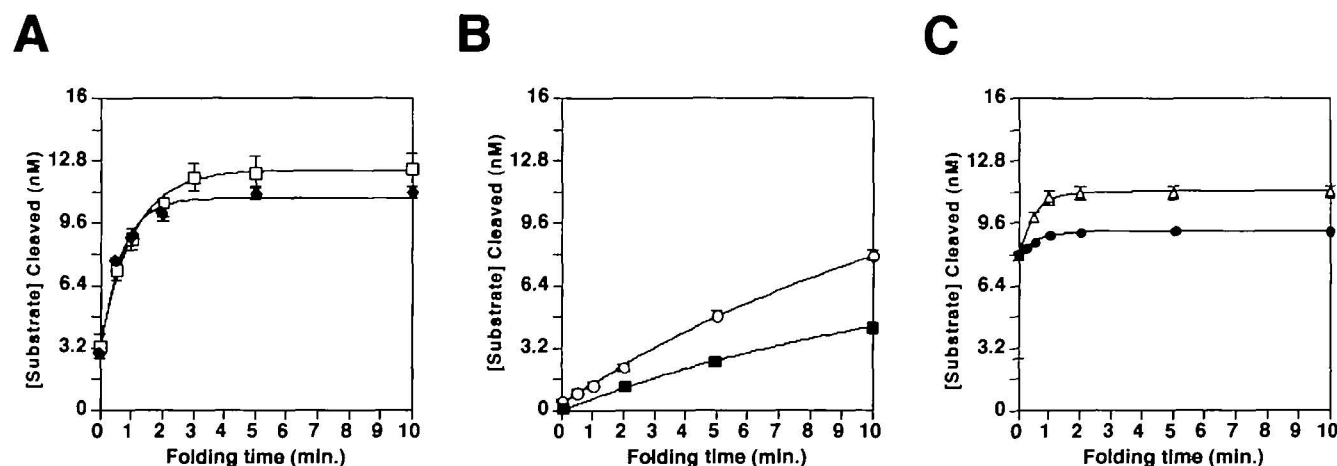 A
B
C
[Substrate] Cleaved (nM)
16
12.8
9.6
6.4
3.2
0
0 1 2 3 4 5 6 7 8 9 10
Folding time (min.)
[Substrate] Cleaved (nM)
16
12.8
9.6
6.4
3.2
0
0 1 2 3 4 5 6 7 8 9 10
Folding time (min.)
[Substrate] Cleaved (nM)
16
12.8
9.6
6.4
3.2
0
0 1 2 3 4 5 6 7 8 9 10
Folding time (min.)